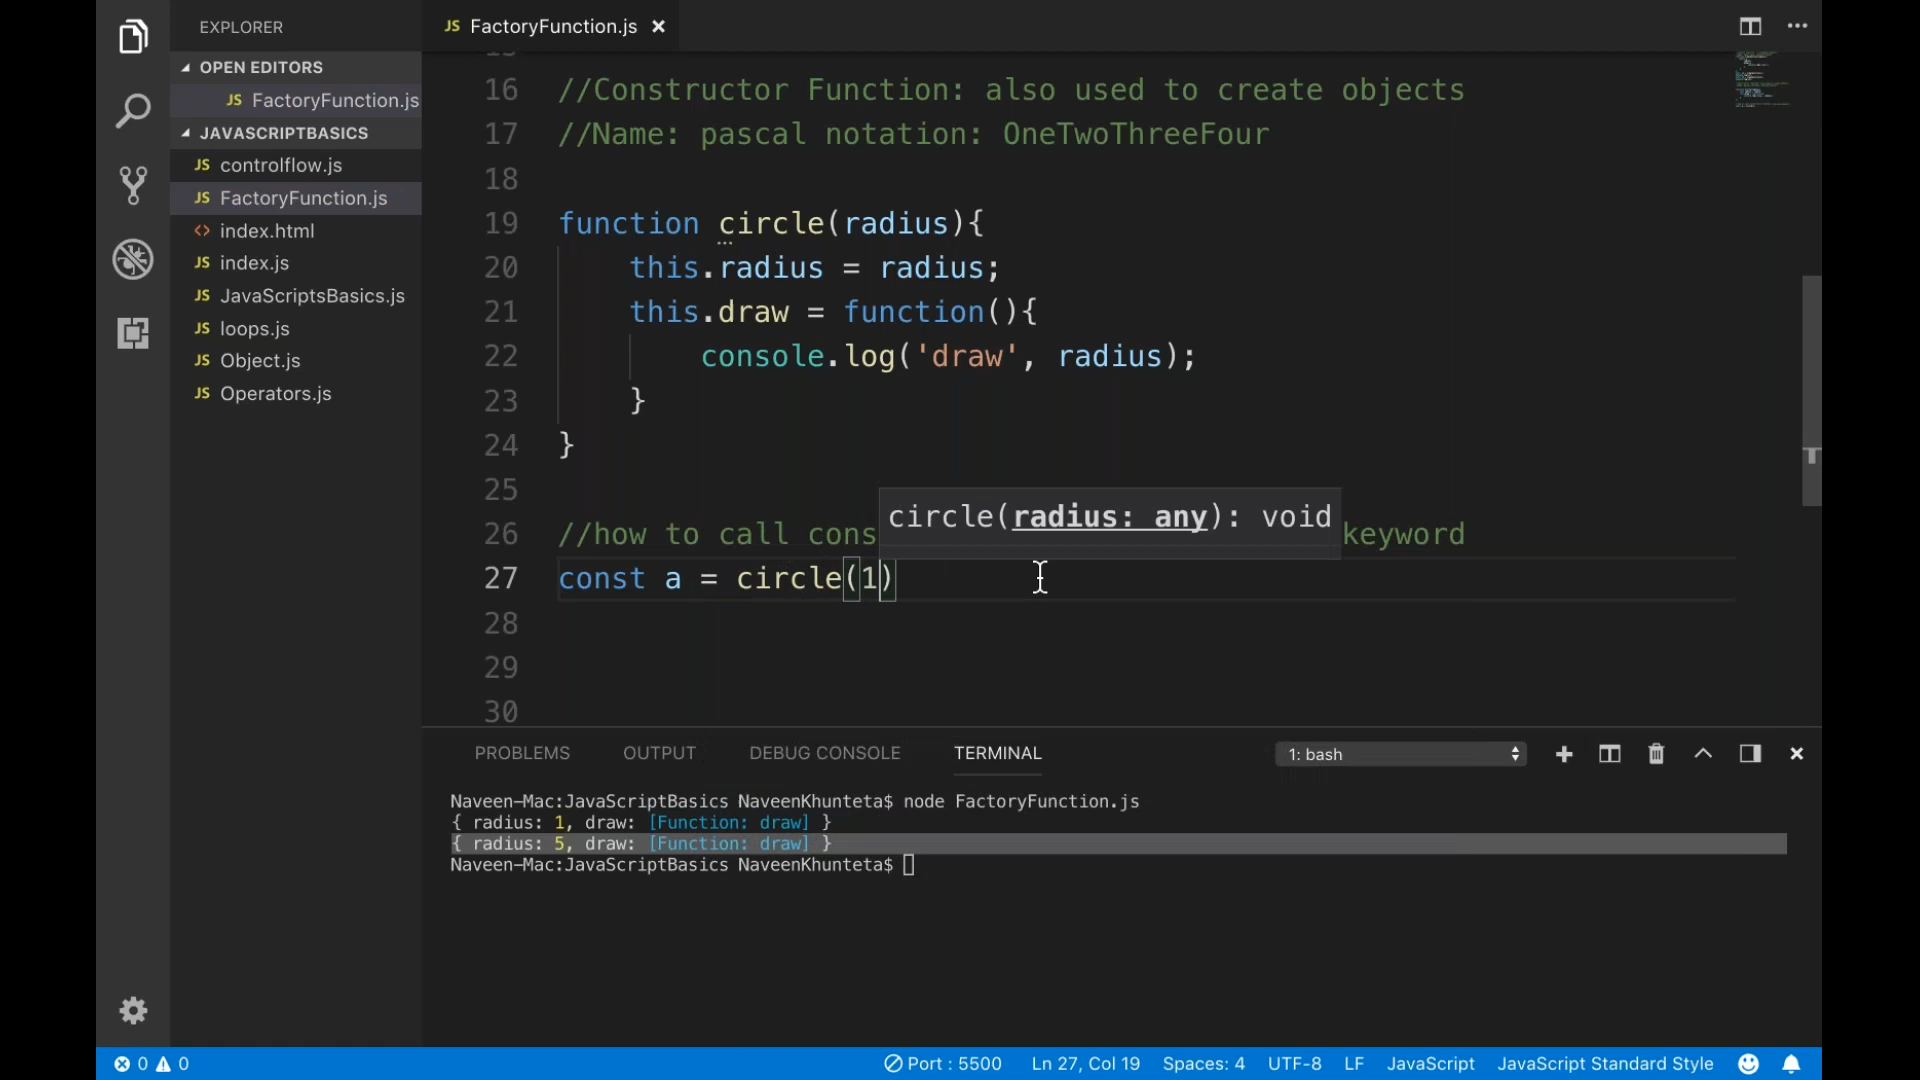 EXPLORER
OPEN EDITORS
JS FactoryFunction.js
JAVASCRIPTBASICS
JS controlflow.js
JS FactoryFunction.js
<> index.html
JS index.js
JS JavaScriptsBasics.js
JS loops.js
JS Object.js
JS Operators.js
JS FactoryFunction.js
16 //Constructor Function: also used to create objects
17 //Name: pascal notation: OneTwoThreeFour
18
19 function circle(radius){
20 this.radius = radius;
21 this.draw = function(){
22 console.log('draw', radius);
23 }
24 }
25
circle(radius: any): void
26 //how to call cons keyword
27 const a = circle(1)
28
29
30
PROBLEMS OUTPUT DEBUG CONSOLE TERMINAL 1: bash
Naveen-Mac:JavaScriptBasics NaveenKhunteta$ node FactoryFunction.js
{ radius: 1, draw: [Function: draw] }
{ radius: 5, draw: [Function: draw] }
Naveen-Mac:JavaScriptBasics NaveenKhunteta$
0 0 Port : 5500 Ln 27, Col 19 Spaces: 4 UTF-8 LF JavaScript JavaScript Standard Style